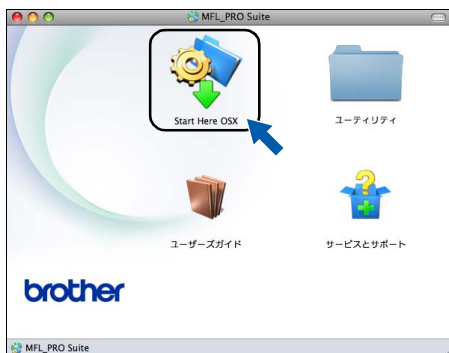 MFL_PRO Suite
Start Here OSX
ユーティリティ
ユーザーズガイド
サービスとサポート
brother
MFL_PRO Suite